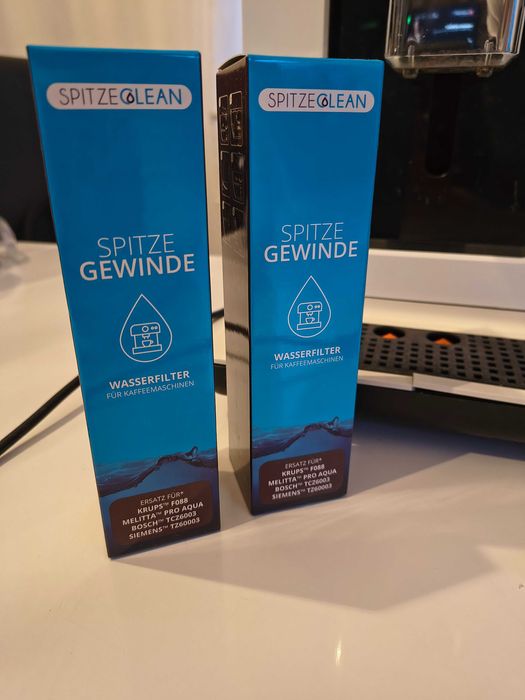 SPITZECLEAN
SPITZE
GEWINDE
WASSERFILTER
FÜR KAFFEEMASCHINEN
ERSATZ FÜR*
KRUPS™ F088
MELITTA™ PRO AQUA
BOSCH™ TCZ6003
SIEMENS™ TZ60003
SPITZECLEAN
SPITZE
GEWINDE
WASSERFILTER
FÜR KAFFEEMASCHINEN
ERSATZ FÜR*
KRUPS™ F088
MELITTA™ PRO AQUA
BOSCH™ TCZ6003
SIEMENS™ TZ60003